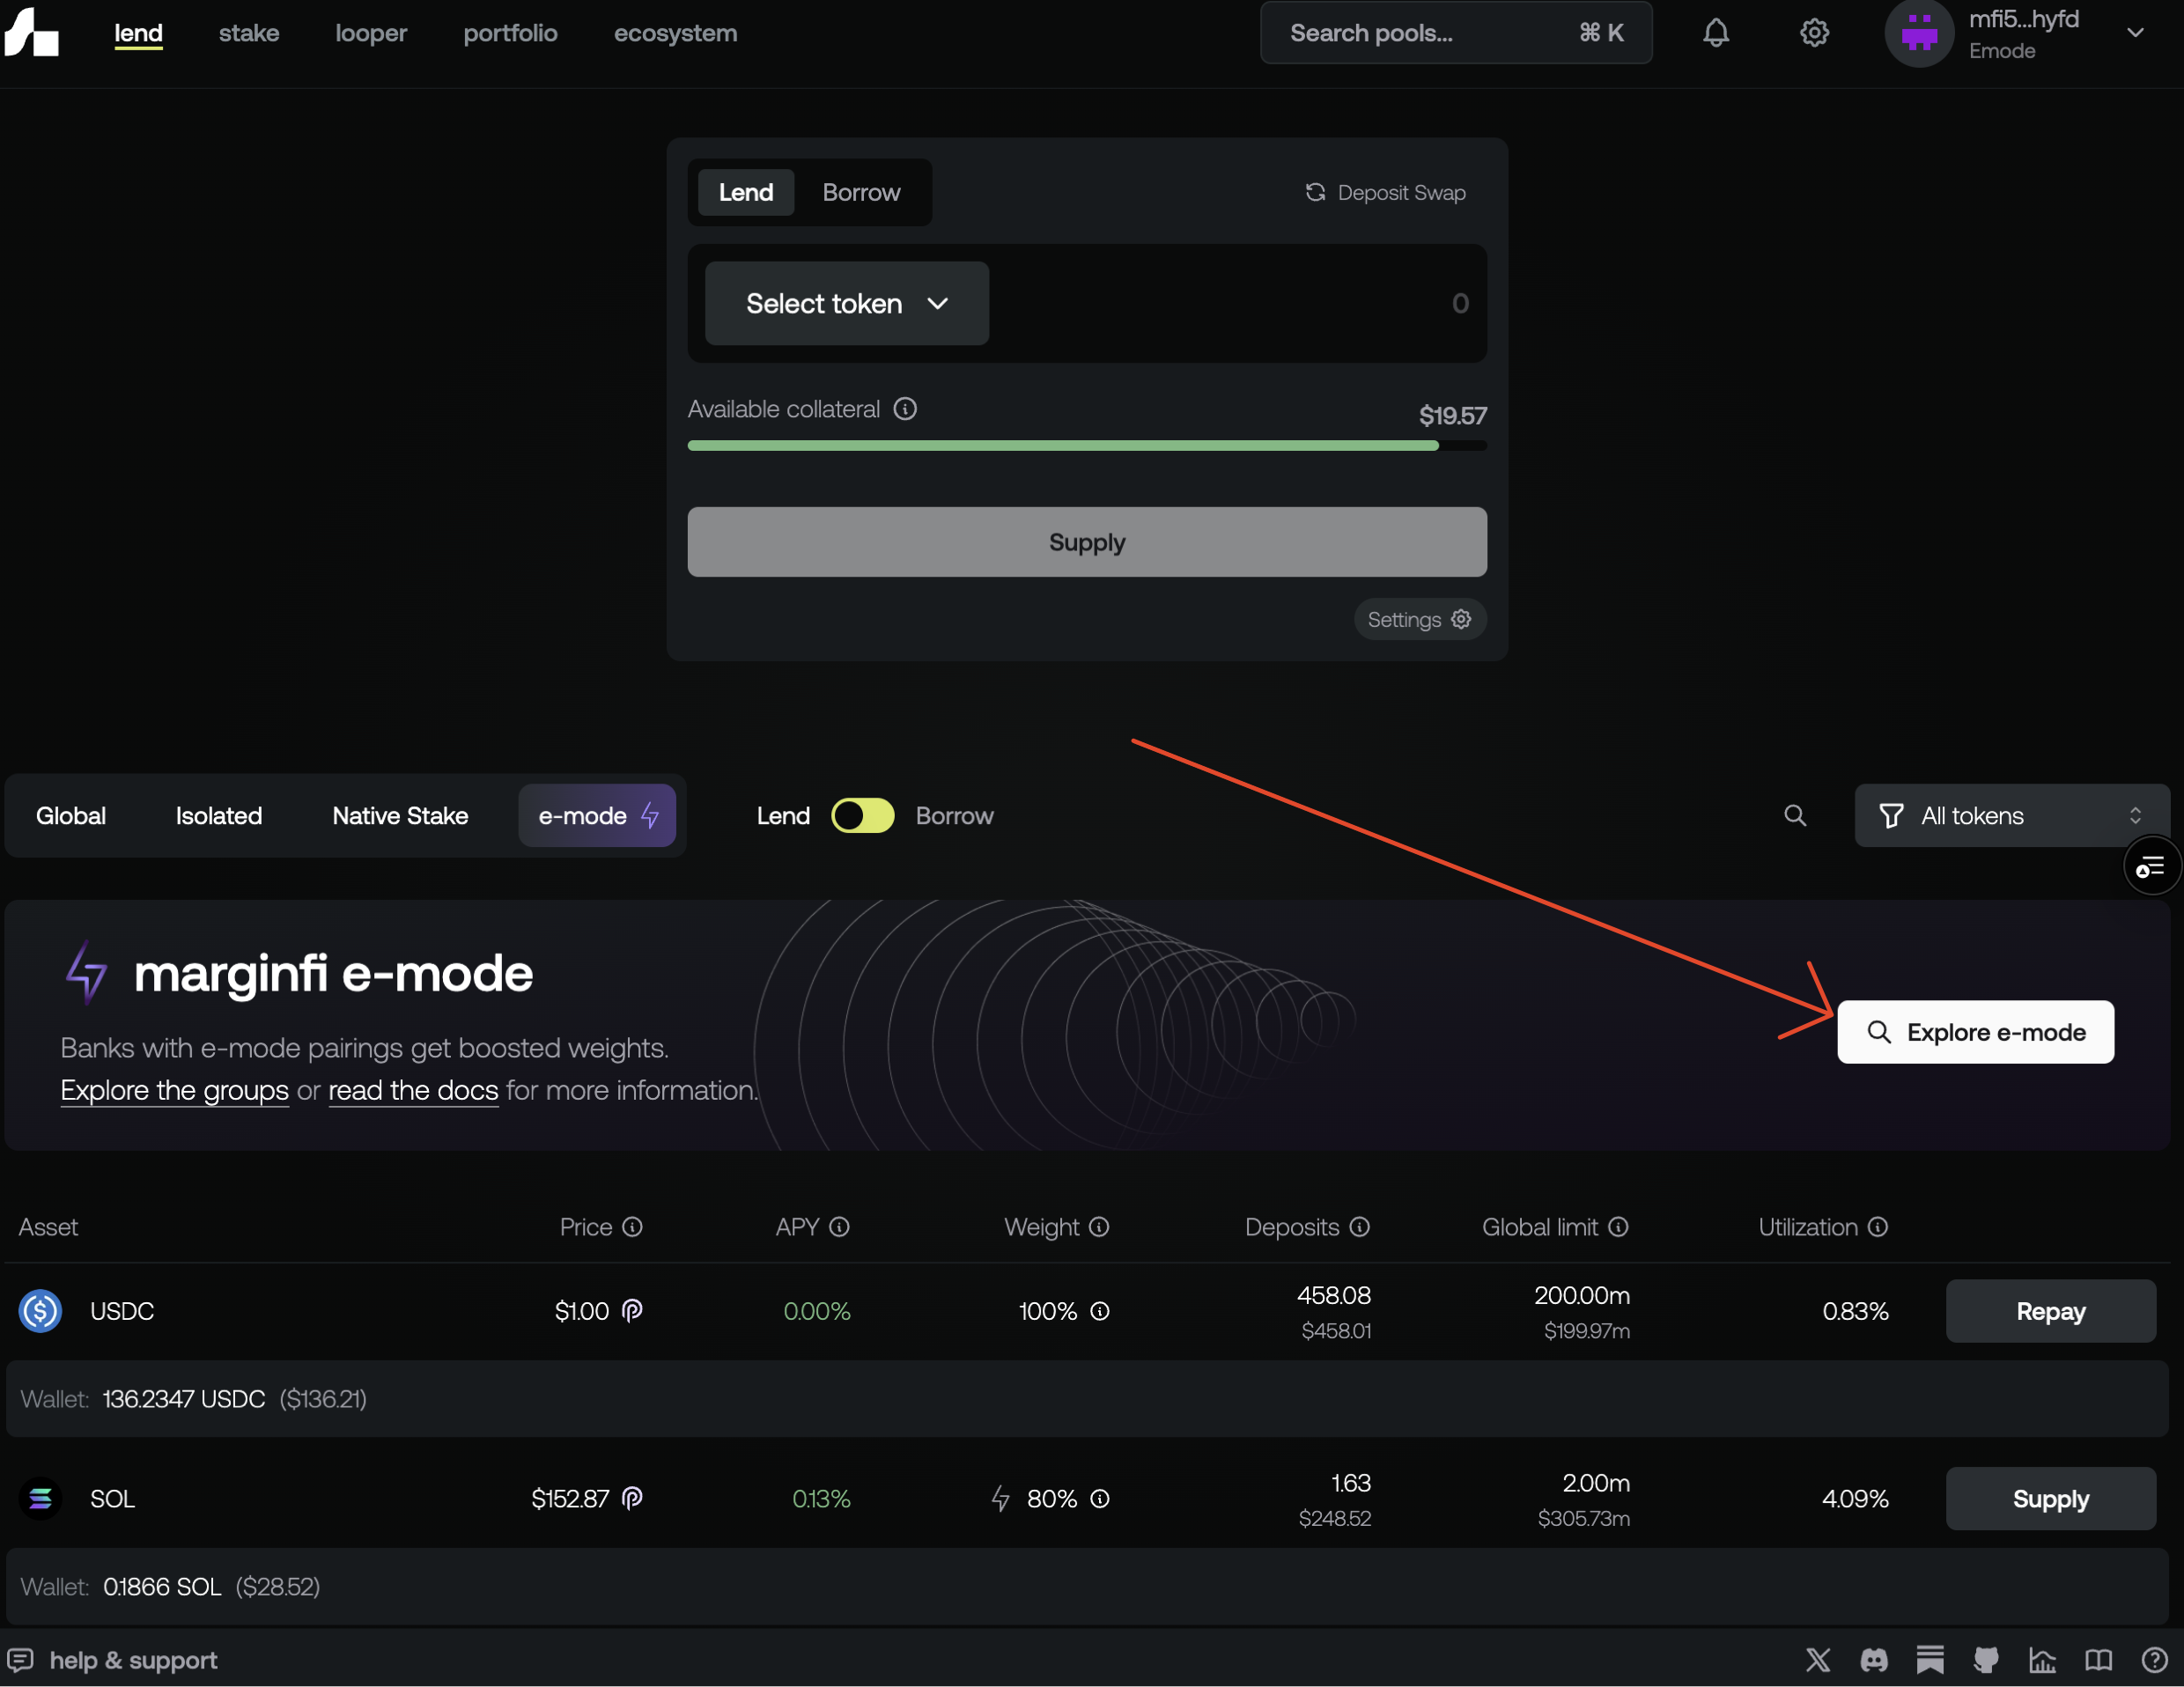 lend stake looper portfolio ecosystem Search pools... ⌘ K mfi5...hyfd
Emode
Lend Borrow Deposit Swap
Select token 0
Available collateral $19.57
Supply
Settings
Global Isolated Native Stake e-mode Lend Borrow All tokens
marginfi e-mode
Banks with e-mode pairings get boosted weights.
Explore the groups or read the docs for more information.
Explore e-mode
Asset Price APY Weight Deposits Global limit Utilization
USDC $1.00 0.00% 100% 458.08 200.00m 0.83% Repay
$458.01 $199.97m
Wallet: 136.2347 USDC ($136.21)
SOL $152.87 0.13% 80% 1.63 2.00m 4.09% Supply
$248.52 $305.73m
Wallet: 0.1866 SOL ($28.52)
help & support